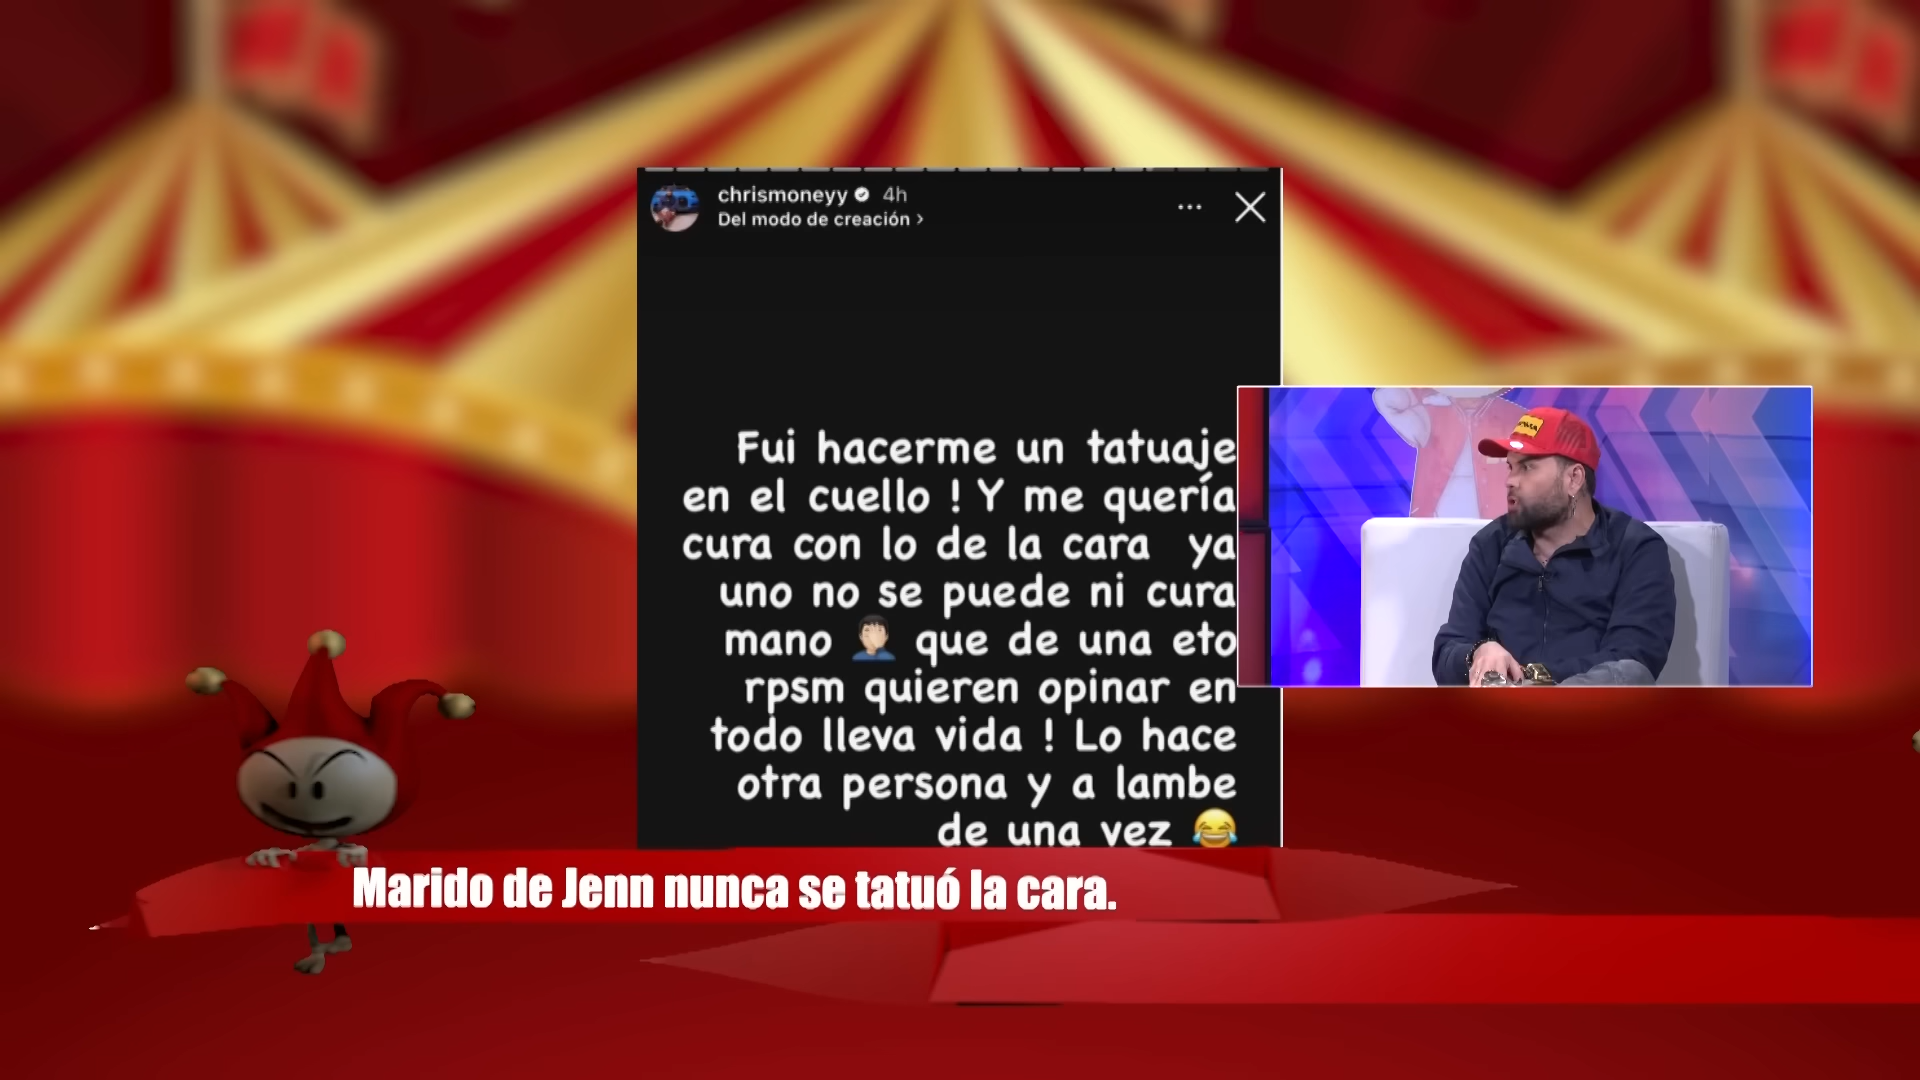 chrismoneyy 4h
Del modo de creación >
Fui hacerme un tatuaje
en el cuello ! Y me quería
cura con lo de la cara ya
uno no se puede ni cura
mano 🤦🏻‍♂️ que de una eto
rpsm quieren opinar en
todo lleva vida ! Lo hace
otra persona y a lambe
de una vez 😂
Marido de Jenn nunca se tatuó la cara.